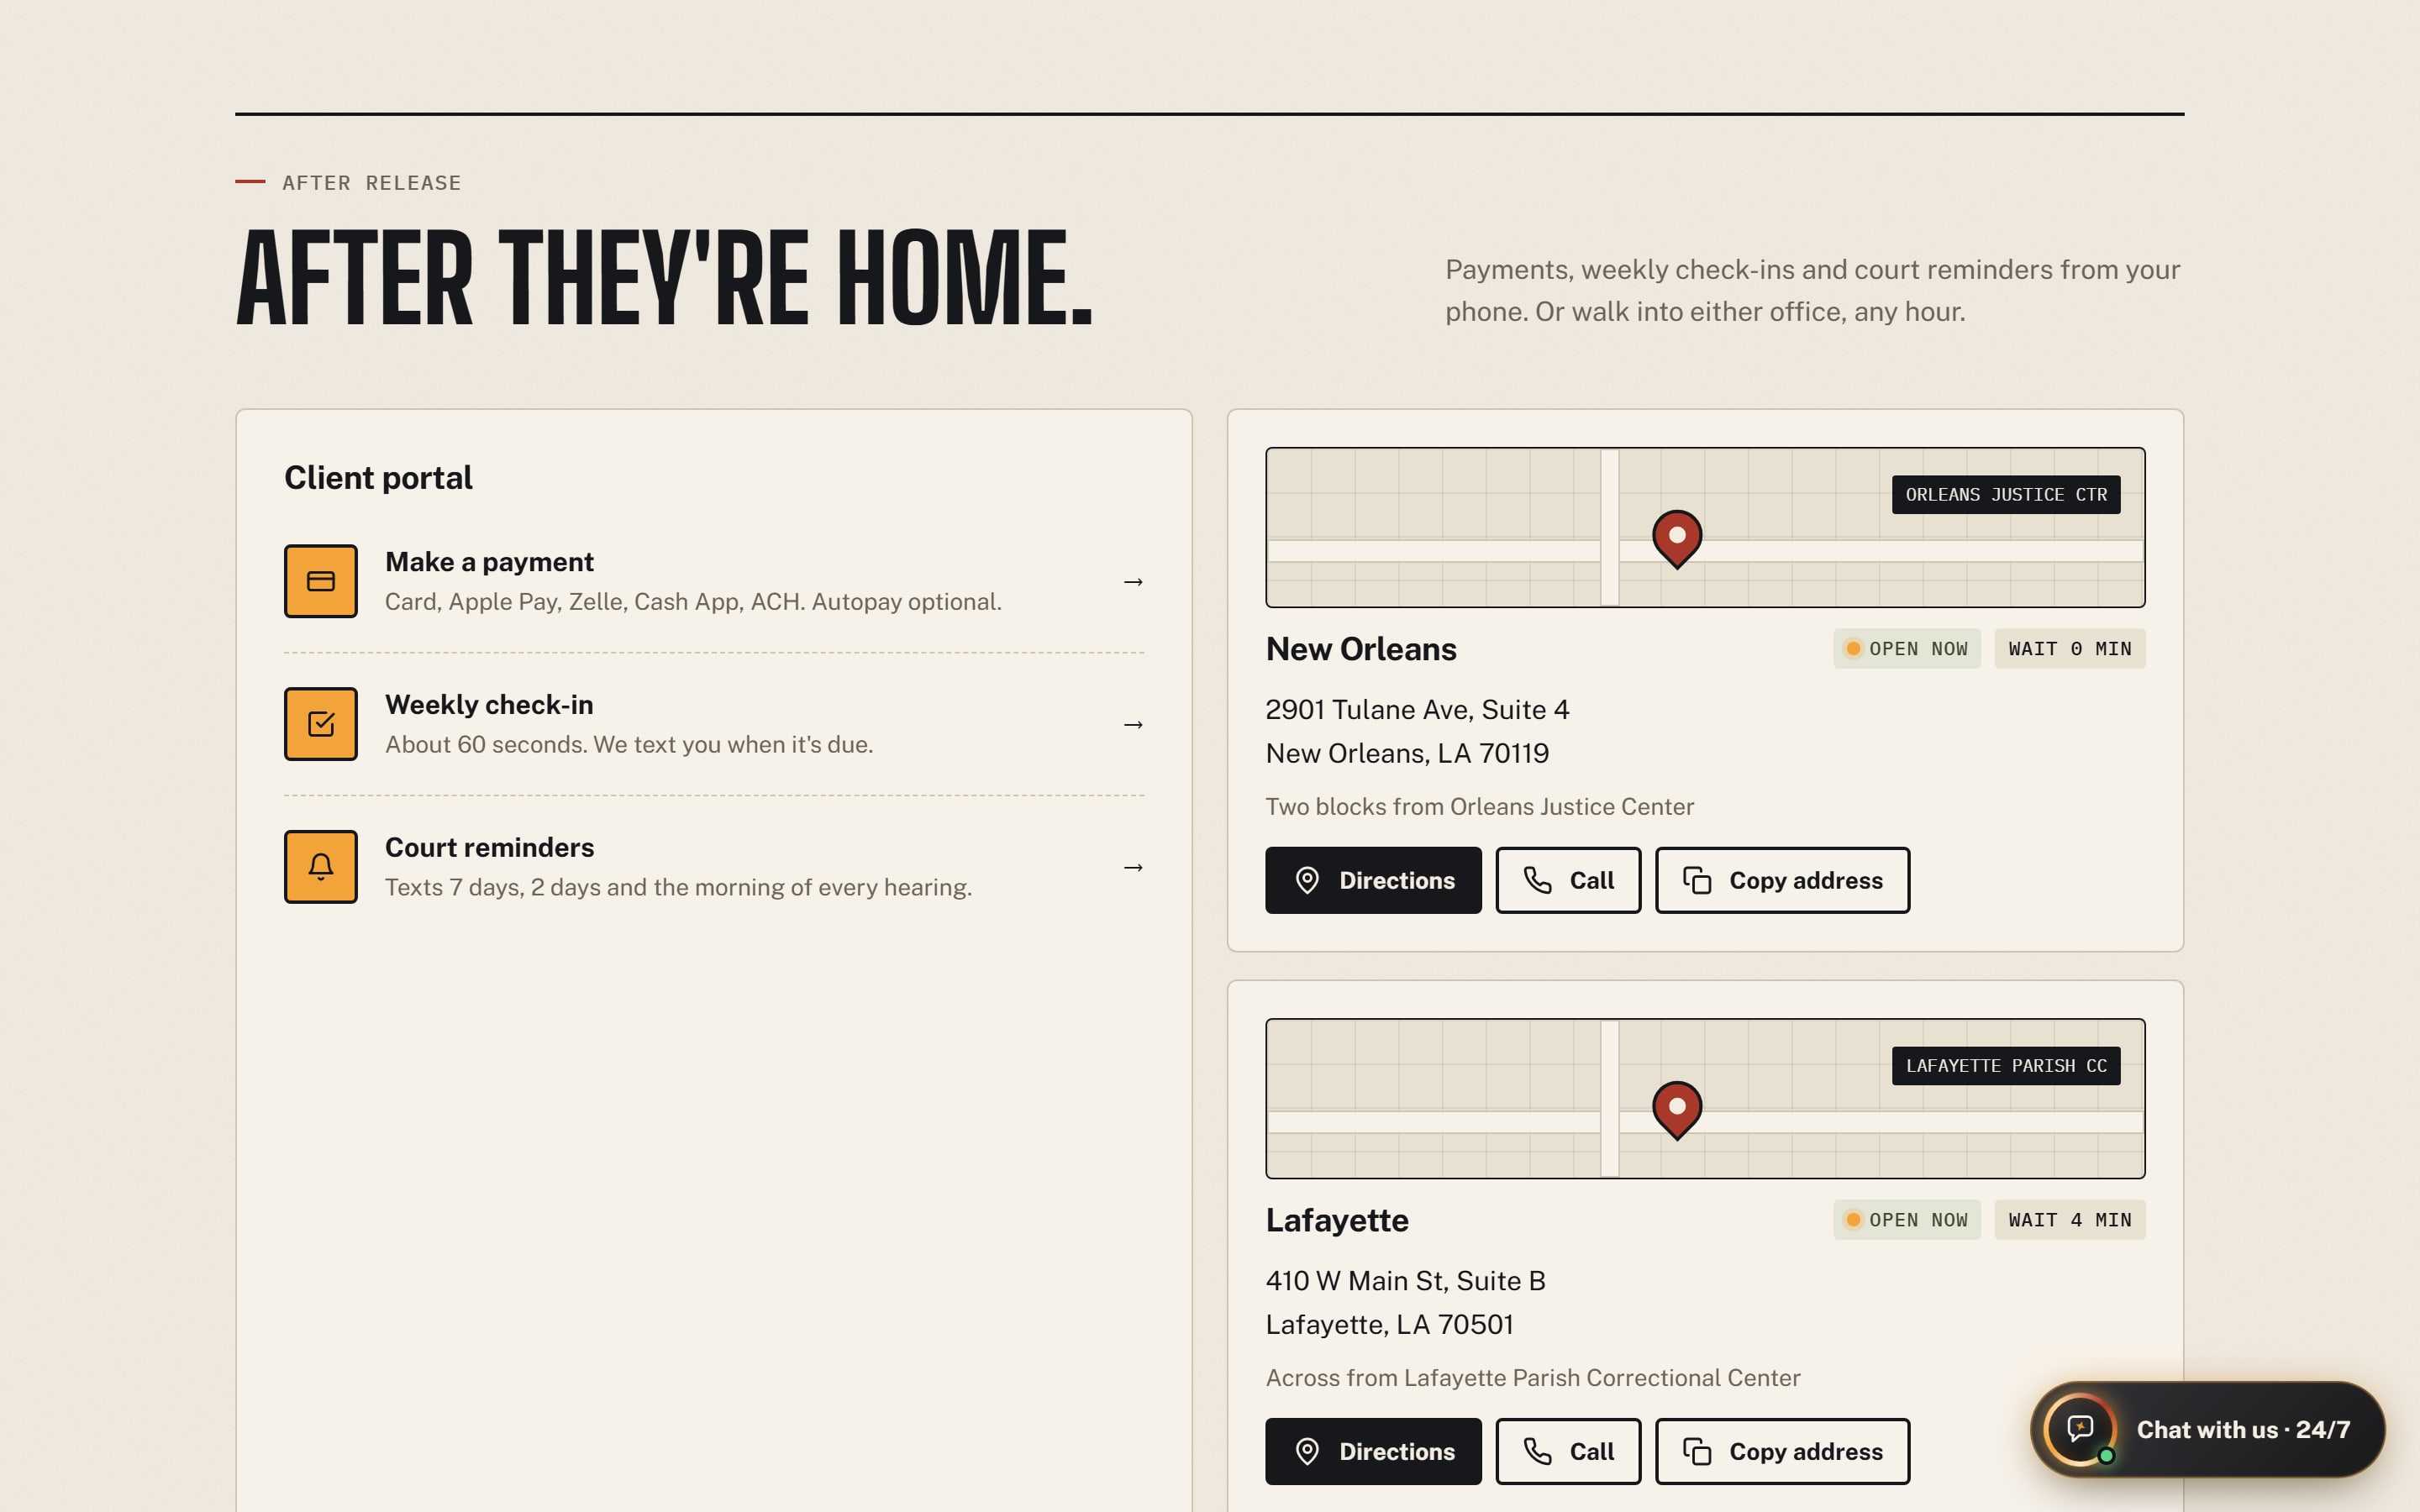 AFTER RELEASE
AFTER THEY'RE HOME.
Payments, weekly check-ins and court reminders from your
phone. Or walk into either office, any hour.
Client portal
Make a payment
Card, Apple Pay, Zelle, Cash App, ACH. Autopay optional.
→
Weekly check-in
About 60 seconds. We text you when it's due.
→
Court reminders
Texts 7 days, 2 days and the morning of every hearing.
→
ORLEANS JUSTICE CTR
New Orleans
OPEN NOW
WAIT 0 MIN
2901 Tulane Ave, Suite 4
New Orleans, LA 70119
Two blocks from Orleans Justice Center
Directions
Call
Copy address
LAFAYETTE PARISH CC
Lafayette
OPEN NOW
WAIT 4 MIN
410 W Main St, Suite B
Lafayette, LA 70501
Across from Lafayette Parish Correctional Center
Directions
Call
Copy address
Chat with us · 24/7